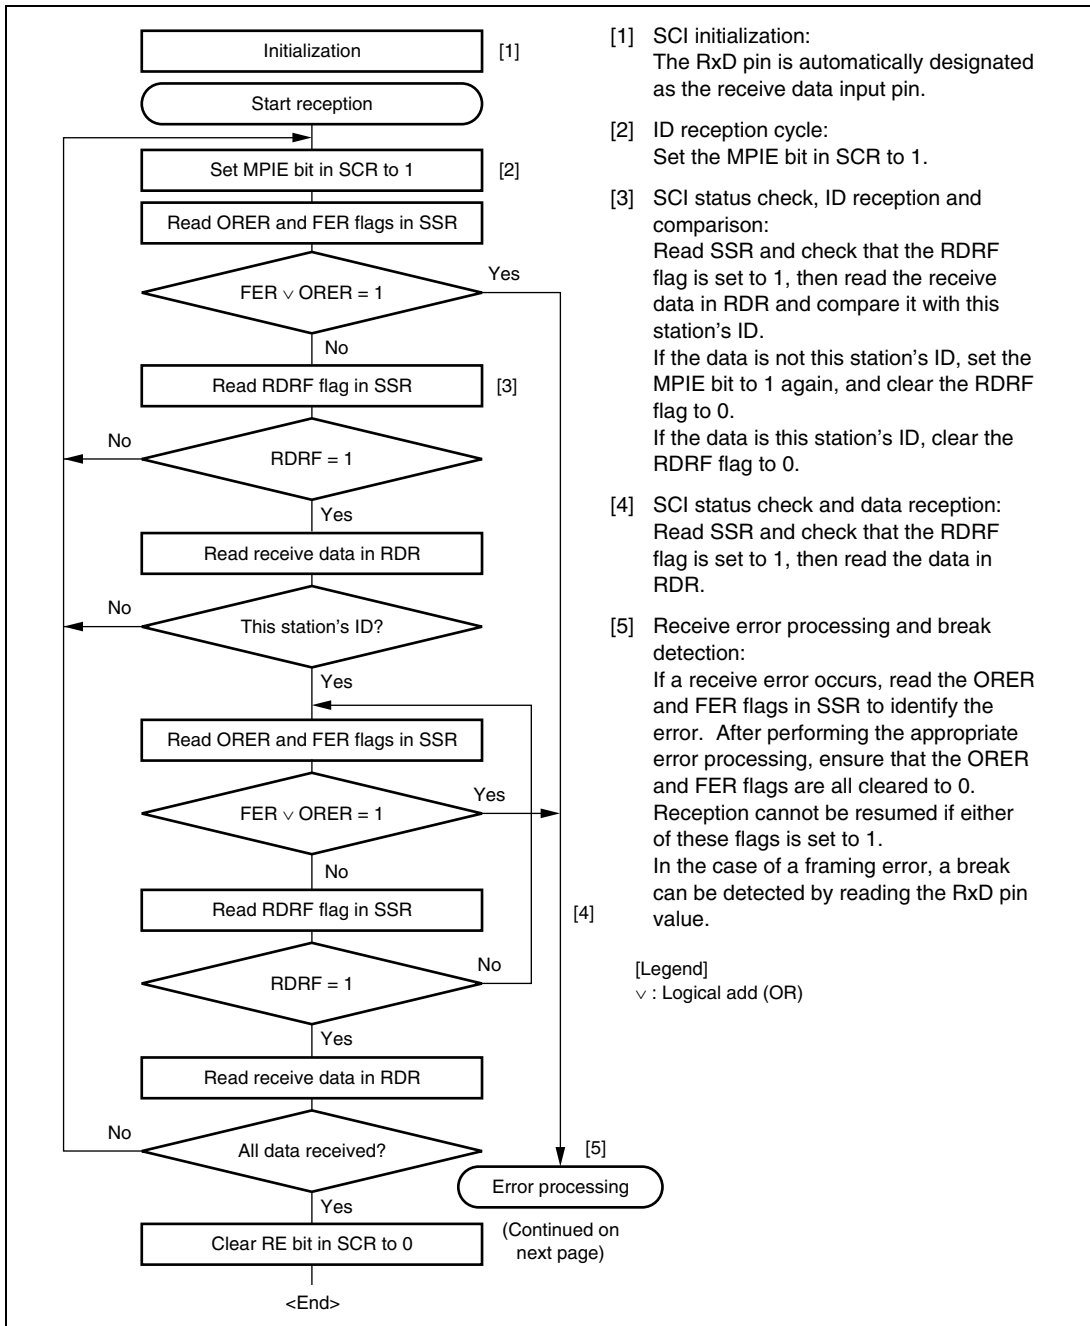 Initialization
[1]
Start reception
Set MPIE bit in SCR to 1
[2]
Read ORER and FER flags in SSR
FER ∨ ORER = 1
Yes
No
Read RDRF flag in SSR
[3]
No
RDRF = 1
Yes
Read receive data in RDR
No
This station's ID?
Yes
Read ORER and FER flags in SSR
FER ∨ ORER = 1
Yes
No
Read RDRF flag in SSR
[4]
RDRF = 1
No
Yes
Read receive data in RDR
No
All data received?
[5]
Error processing
(Continued on
next page)
Yes
Clear RE bit in SCR to 0
<End>
[1] SCI initialization:
The RxD pin is automatically designated
as the receive data input pin.
[2] ID reception cycle:
Set the MPIE bit in SCR to 1.
[3] SCI status check, ID reception and
comparison:
Read SSR and check that the RDRF
flag is set to 1, then read the receive
data in RDR and compare it with this
station's ID.
If the data is not this station's ID, set the
MPIE bit to 1 again, and clear the RDRF
flag to 0.
If the data is this station's ID, clear the
RDRF flag to 0.
[4] SCI status check and data reception:
Read SSR and check that the RDRF
flag is set to 1, then read the data in
RDR.
[5] Receive error processing and break
detection:
If a receive error occurs, read the ORER
and FER flags in SSR to identify the
error. After performing the appropriate
error processing, ensure that the ORER
and FER flags are all cleared to 0.
Reception cannot be resumed if either
of these flags is set to 1.
In the case of a framing error, a break
can be detected by reading the RxD pin
value.
[Legend]
∨ : Logical add (OR)